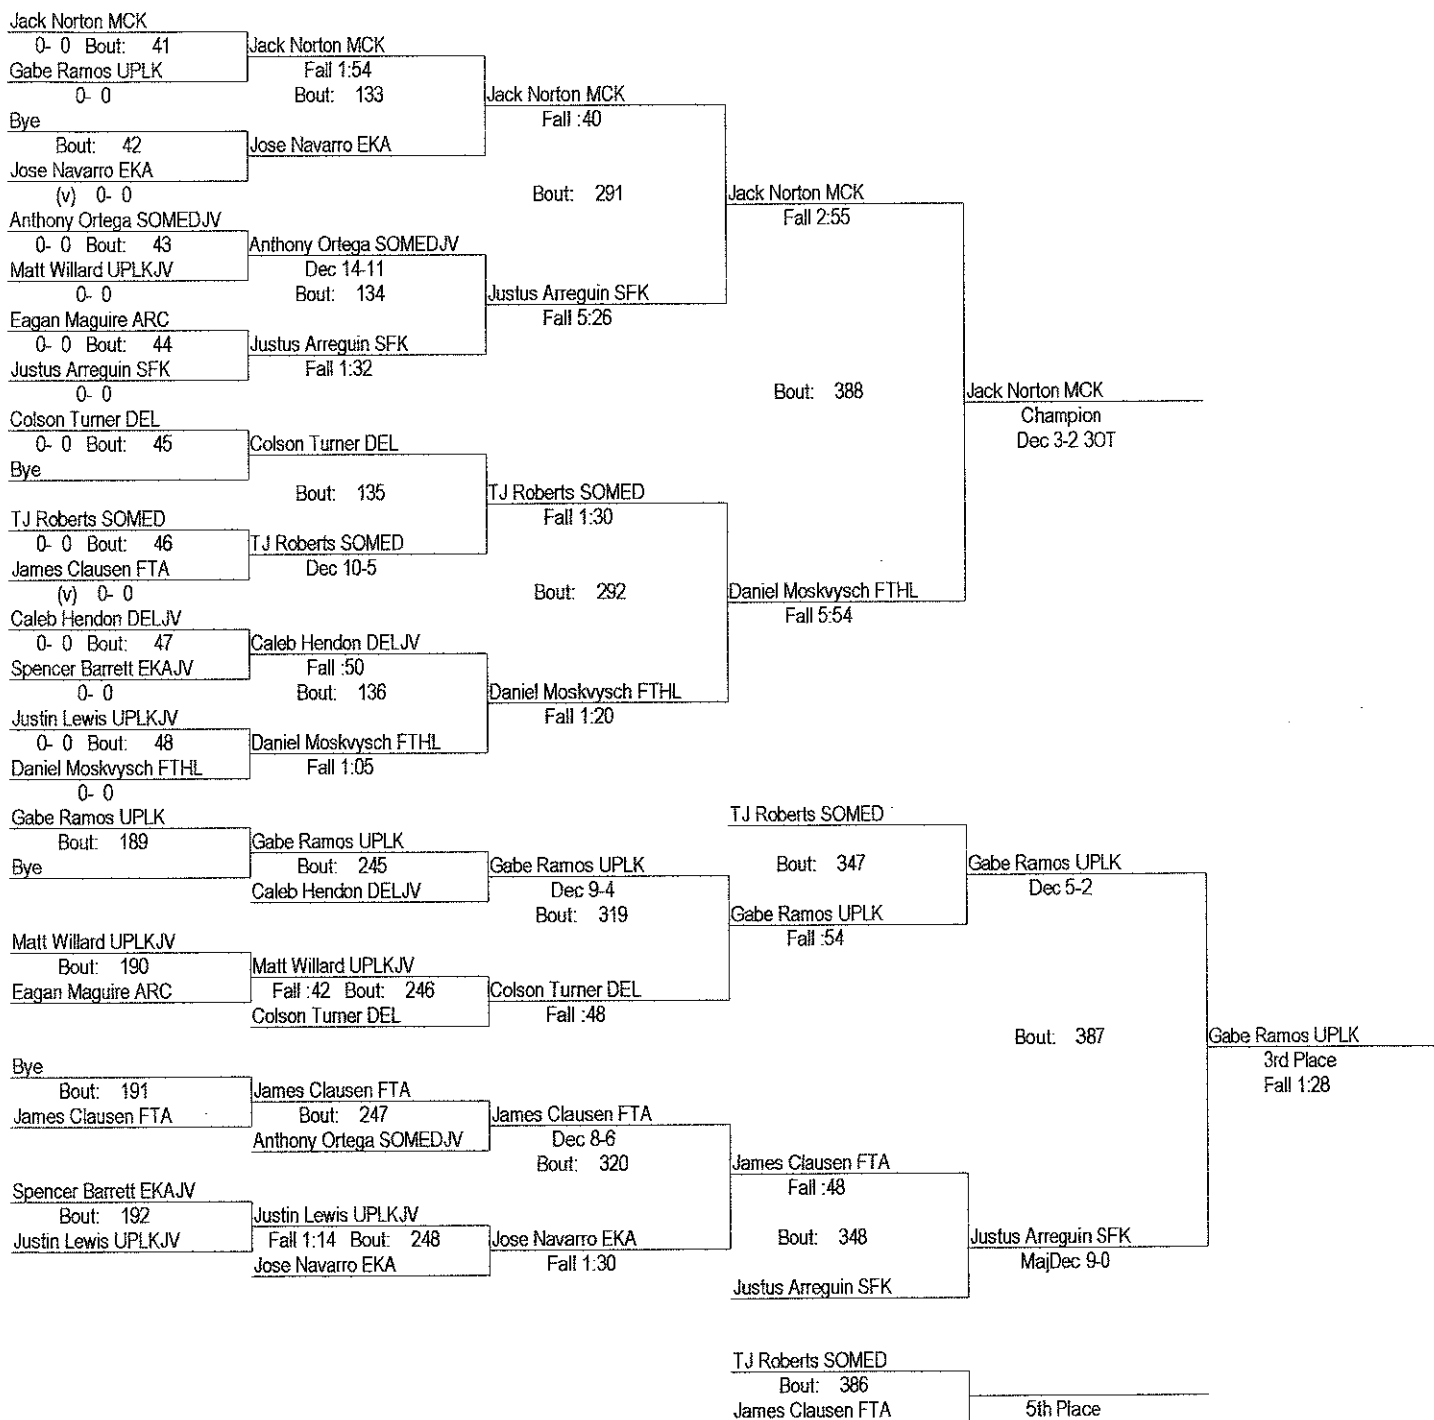 Jack Norton MCK
0- 0 Bout: 41
Gabe Ramos UPLK
0- 0
Bye
Bout: 42
Jose Navarro EKA
(v) 0- 0
Anthony Ortega SOMEDJV
0- 0 Bout: 43
Matt Willard UPLKJV
0- 0
Eagan Maguire ARC
0- 0 Bout: 44
Justus Arreguin SFK
0- 0
Colson Turner DEL
0- 0 Bout: 45
Bye
TJ Roberts SOMED
0- 0 Bout: 46
James Clausen FTA
(v) 0- 0
Caleb Hendon DELJV
0- 0 Bout: 47
Spencer Barrett EKAJV
0- 0
Justin Lewis UPLKJV
0- 0 Bout: 48
Daniel Moskvysch FTHL
0- 0
Jack Norton MCK
Fall 1:54
Bout: 133
Jose Navarro EKA
Anthony Ortega SOMEDJV
Dec 14-11
Bout: 134
Justus Arreguin SFK
Fall 1:32
Colson Turner DEL
Bout: 135
TJ Roberts SOMED
Dec 10-5
Caleb Hendon DELJV
Fall :50
Bout: 136
Daniel Moskvysch FTHL
Fall 1:05
Jack Norton MCK
Fall :40
Bout: 291
Justus Arreguin SFK
Fall 5:26
TJ Roberts SOMED
Fall 1:30
Bout: 292
Daniel Moskvysch FTHL
Fall 1:20
Jack Norton MCK
Fall 2:55
Bout: 388
Daniel Moskvysch FTHL
Fall 5:54
Jack Norton MCK
Champion
Dec 3-2 3OT
Gabe Ramos UPLK
Bout: 189
Bye
Matt Willard UPLKJV
Bout: 190
Eagan Maguire ARC
Bye
Bout: 191
James Clausen FTA
Spencer Barrett EKAJV
Bout: 192
Justin Lewis UPLKJV
Gabe Ramos UPLK
Bout: 245
Caleb Hendon DELJV
Matt Willard UPLKJV
Fall :42 Bout: 246
Colson Turner DEL
James Clausen FTA
Bout: 247
Anthony Ortega SOMEDJV
Justin Lewis UPLKJV
Fall 1:14 Bout: 248
Jose Navarro EKA
Gabe Ramos UPLK
Dec 9-4
Bout: 319
Colson Turner DEL
Fall :48
James Clausen FTA
Dec 8-6
Bout: 320
Jose Navarro EKA
Fall 1:30
TJ Roberts SOMED
Bout: 347
Gabe Ramos UPLK
Fall :54
James Clausen FTA
Fall :48
Bout: 348
Justus Arreguin SFK
Gabe Ramos UPLK
Dec 5-2
Bout: 387
Justus Arreguin SFK
MajDec 9-0
Gabe Ramos UPLK
3rd Place
Fall 1:28
TJ Roberts SOMED
Bout: 386
James Clausen FTA
5th Place